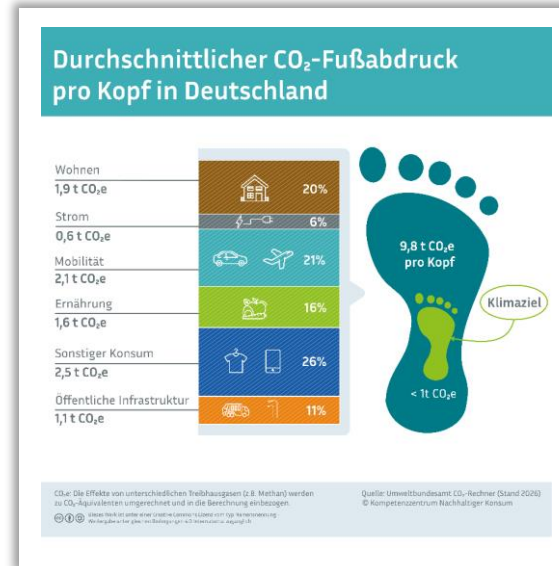 Durchschnittlicher CO₂-Fußabdruck
pro Kopf in Deutschland
Wohnen
1,9 t CO₂e
20%
Strom
0,6 t CO₂e
6%
Mobilität
2,1 t CO₂e
21%
Ernährung
1,6 t CO₂e
16%
Sonstiger Konsum
2,5 t CO₂e
26%
Öffentliche Infrastruktur
1,1 t CO₂e
11%
9,8 t CO₂e
pro Kopf
Klimaziel
< 1t CO₂e
CO₂e: Die Effekte von unterschiedlichen Treibhausgasen (z.B. Methan) werden
zu CO₂-Äquivalenten umgerechnet und in die Berechnung einbezogen.
Quelle: Umweltbundesamt CO₂-Rechner (Stand 2026)
© Kompetenzzentrum Nachhaltiger Konsum